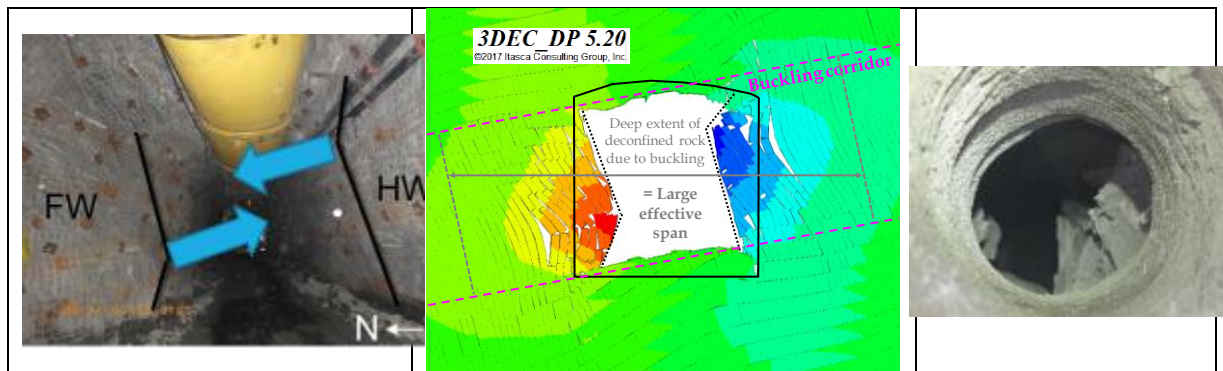 FW
HW
N
3DEC_DP 5.20
©2017 Itasca Consulting Group, Inc.
Buckling corridor
Deep extent of
deconfined rock
due to buckling
= Large
effective
span